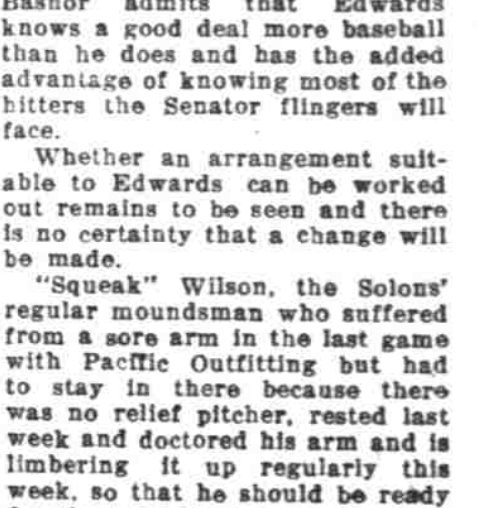 Bashor admits that Edwards
knows a good deal more baseball
than he does and has the added
advantage of knowing most of the
hitters the Senator flingers will
face.
Whether an arrangement suit-
able to Edwards can be worked
out remains to be seen and there
is no certainty that a change will
be made.
"Squeak" Wilson, the Solons'
regular moundsman who suffered
from a sore arm in the last game
with Pacific Outfitting but had
to stay in there because there
was no relief pitcher, rested last
week and doctored his arm and is
limbering it up regularly this
week, so that he should be ready